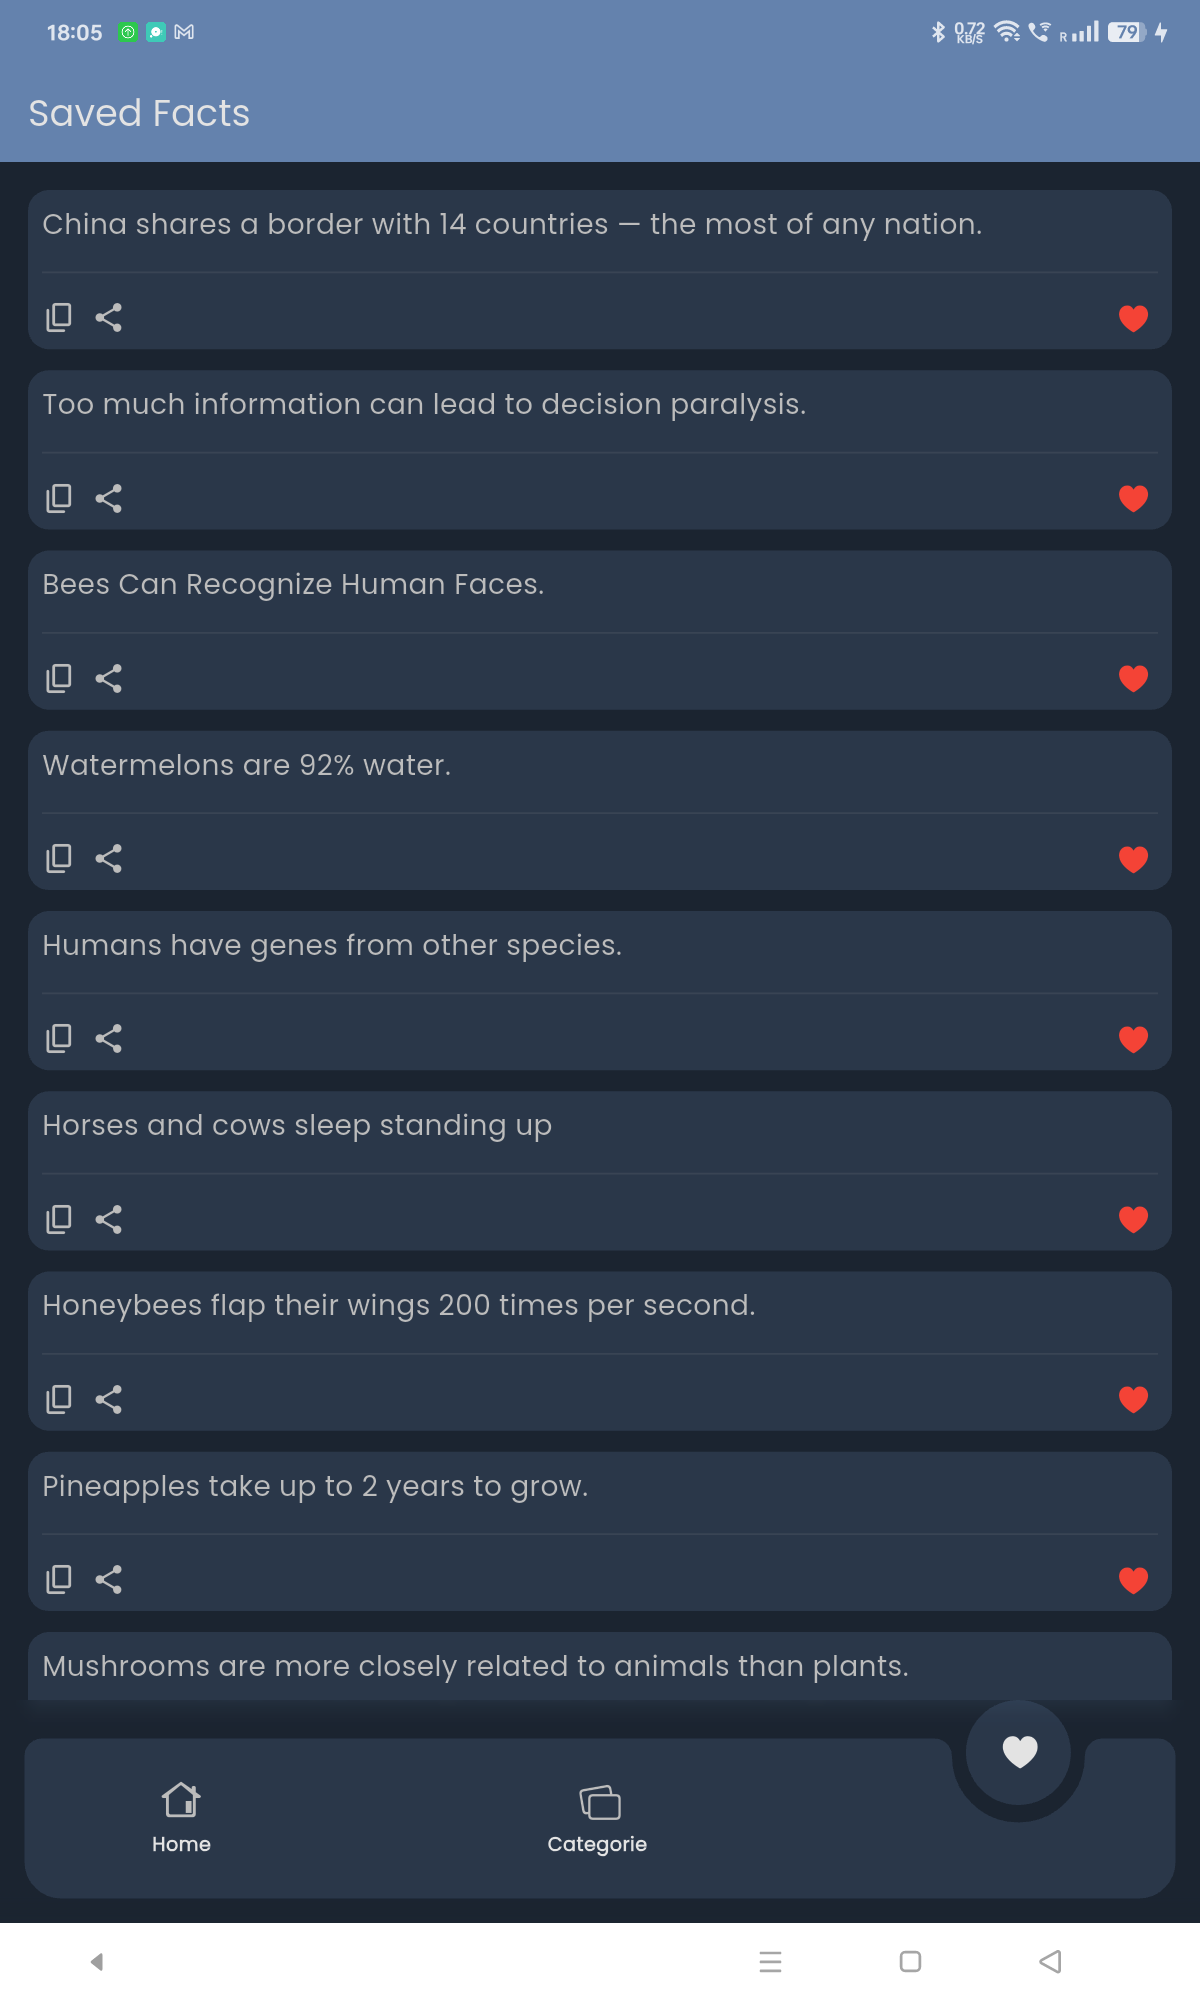 18:05
0.72
KB/S
R
79
Saved Facts
China shares a border with 14 countries — the most of any nation.
Too much information can lead to decision paralysis.
Bees Can Recognize Human Faces.
Watermelons are 92% water.
Humans have genes from other species.
Horses and cows sleep standing up
Honeybees flap their wings 200 times per second.
Pineapples take up to 2 years to grow.
Mushrooms are more closely related to animals than plants.
Home
Categorie